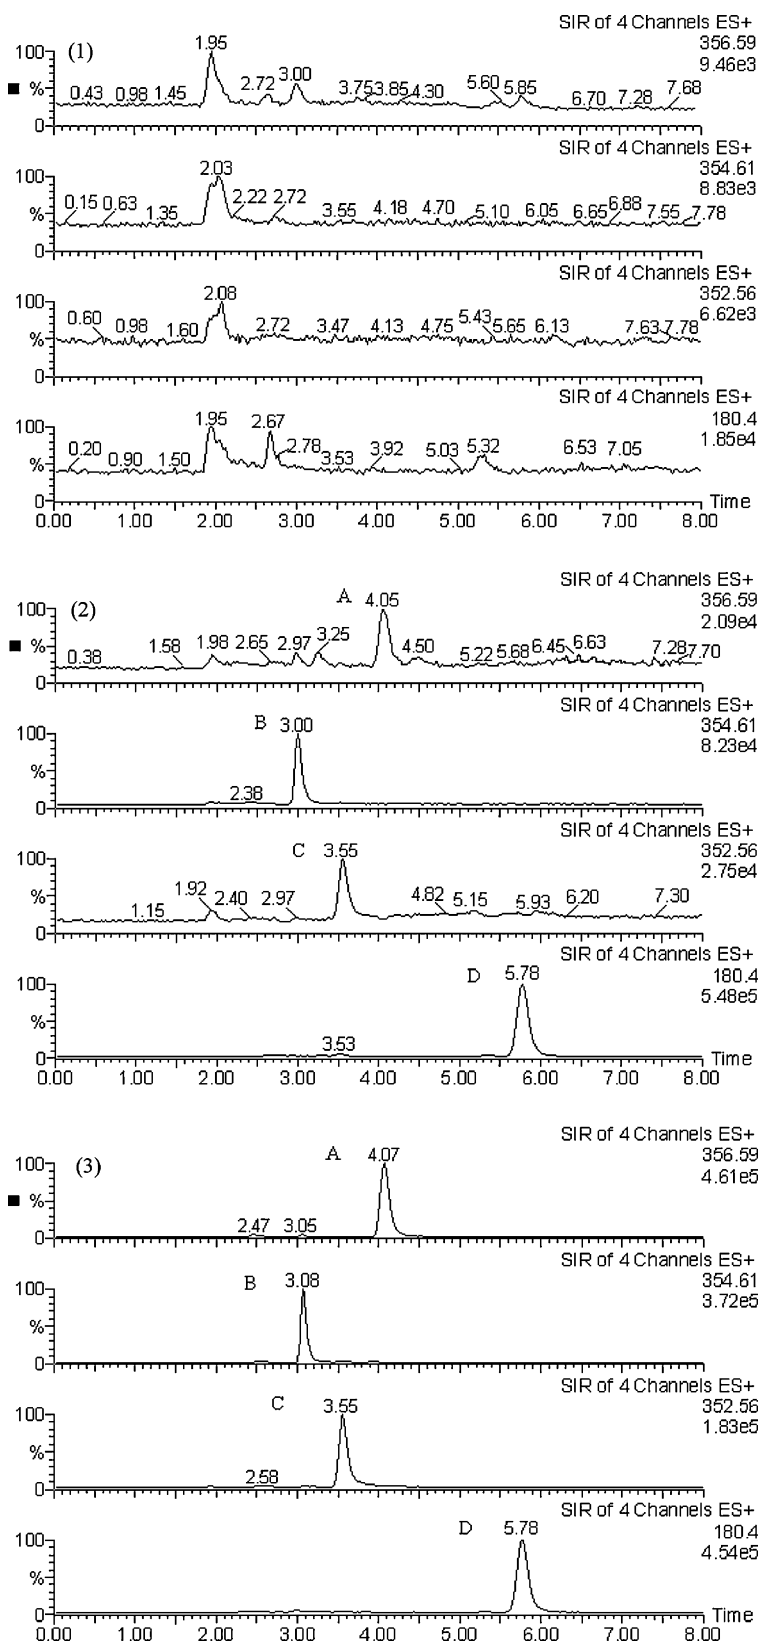 SIR of 4 Channels ES+
356.59
9.46e3
(1)
100
%
0
0.43 0.98 1.45 1.95 2.72 3.00 3.75 3.85 4.30 5.60 5.85 6.70 7.28 7.68
SIR of 4 Channels ES+
354.61
8.83e3
100
%
0
0.15 0.63 1.35 2.03 2.22 2.72 3.55 4.18 4.70 5.10 6.05 6.65 6.88 7.55 7.78
SIR of 4 Channels ES+
352.56
6.62e3
100
%
0
0.60 0.98 1.60 2.08 2.72 3.47 4.13 4.75 5.43 5.65 6.13 7.63 7.78
SIR of 4 Channels ES+
180.4
1.85e4
100
%
0
0.20 0.90 1.50 1.95 2.67 2.78 3.53 3.92 5.03 5.32 6.53 7.05
Time
0.00 1.00 2.00 3.00 4.00 5.00 6.00 7.00 8.00
SIR of 4 Channels ES+
356.59
2.09e4
(2)
A
100
%
0
0.38 1.58 1.98 2.65 2.97 3.25 4.05 4.50 5.22 5.68 6.45 6.63 7.28 7.70
SIR of 4 Channels ES+
354.61
8.23e4
B
100
%
0
2.38 3.00
SIR of 4 Channels ES+
352.56
2.75e4
C
100
%
0
1.15 1.92 2.40 2.97 3.55 4.82 5.15 5.93 6.20 7.30
SIR of 4 Channels ES+
180.4
5.48e5
D
100
%
0
3.53 5.78
Time
0.00 1.00 2.00 3.00 4.00 5.00 6.00 7.00 8.00
SIR of 4 Channels ES+
356.59
4.61e5
(3)
A
100
%
0
2.47 3.05 4.07
SIR of 4 Channels ES+
354.61
3.72e5
B
100
%
0
3.08
SIR of 4 Channels ES+
352.56
1.83e5
C
100
%
0
2.58 3.55
SIR of 4 Channels ES+
180.4
4.54e5
D
100
%
0
5.78
Time
0.00 1.00 2.00 3.00 4.00 5.00 6.00 7.00 8.00